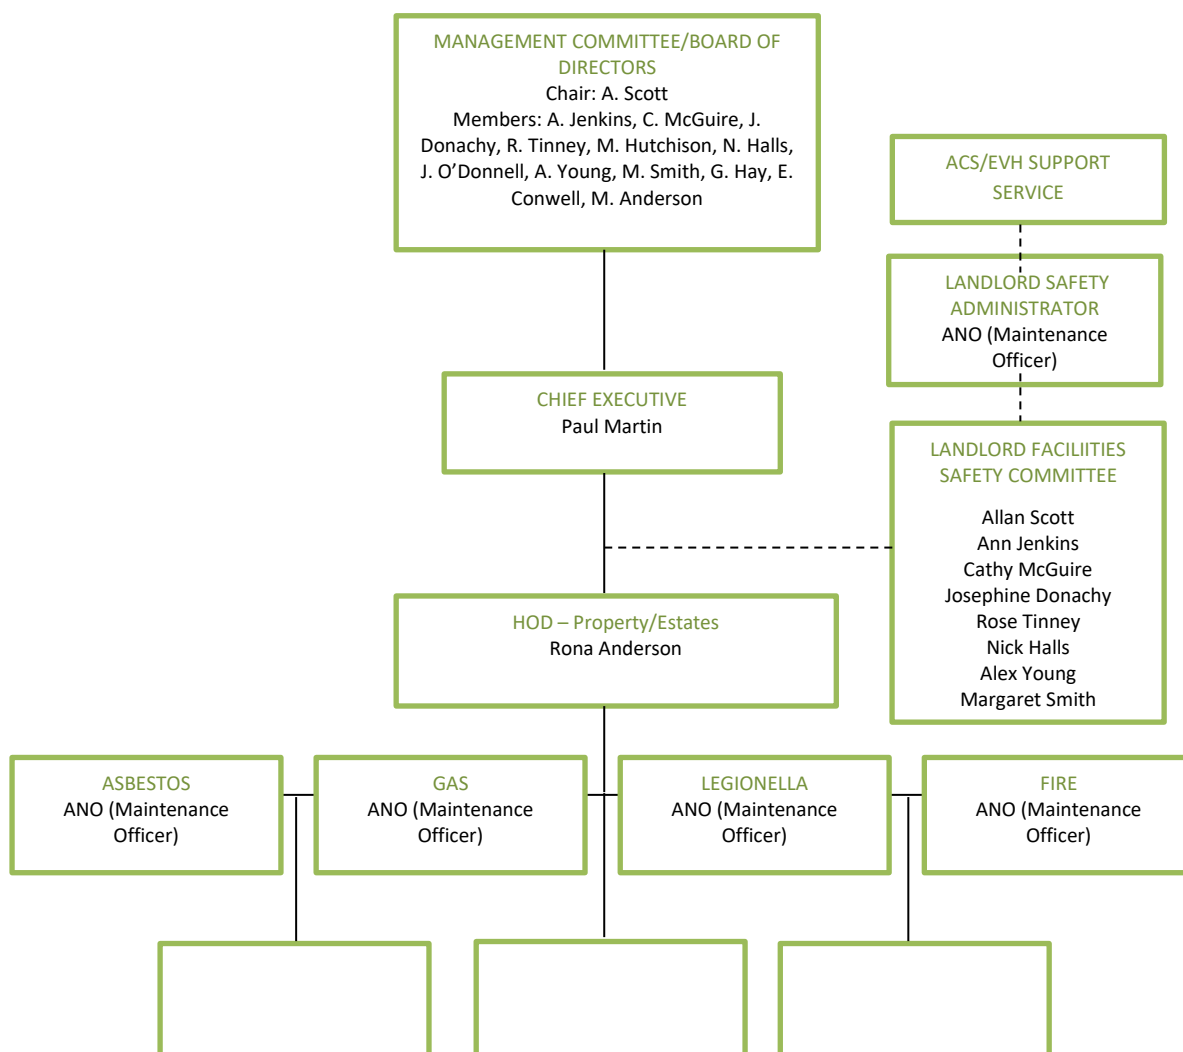 MANAGEMENT COMMITTEE/BOARD OF
DIRECTORS
Chair: A. Scott
Members: A. Jenkins, C. McGuire, J.
Donachy, R. Tinney, M. Hutchison, N. Halls,
J. O’Donnell, A. Young, M. Smith, G. Hay, E.
Conwell, M. Anderson
ACS/EVH SUPPORT
SERVICE
LANDLORD SAFETY
ADMINISTRATOR
ANO (Maintenance
Officer)
CHIEF EXECUTIVE
Paul Martin
LANDLORD FACILIITIES
SAFETY COMMITTEE
Allan Scott
Ann Jenkins
Cathy McGuire
Josephine Donachy
Rose Tinney
Nick Halls
Alex Young
Margaret Smith
HOD – Property/Estates
Rona Anderson
ASBESTOS
ANO (Maintenance
Officer)
GAS
ANO (Maintenance
Officer)
LEGIONELLA
ANO (Maintenance
Officer)
FIRE
ANO (Maintenance
Officer)